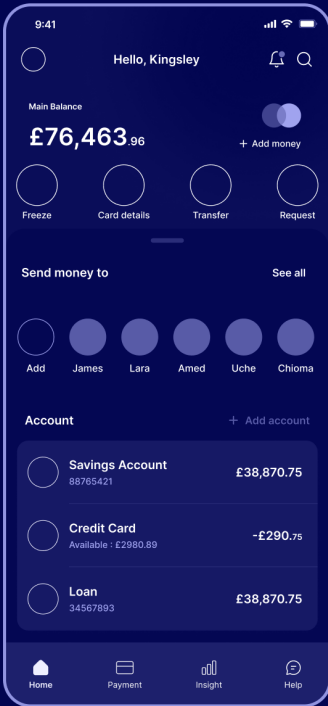 9:41
Hello, Kingsley
Main Balance
£76,463.96
+ Add money
Freeze Card details Transfer Request
Send money to See all
Add James Lara Amed Uche Chioma
Account + Add account
Savings Account £38,870.75
88765421
Credit Card -£290.75
Available : £2980.89
Loan £38,870.75
34567893
Home Payment Insight Help